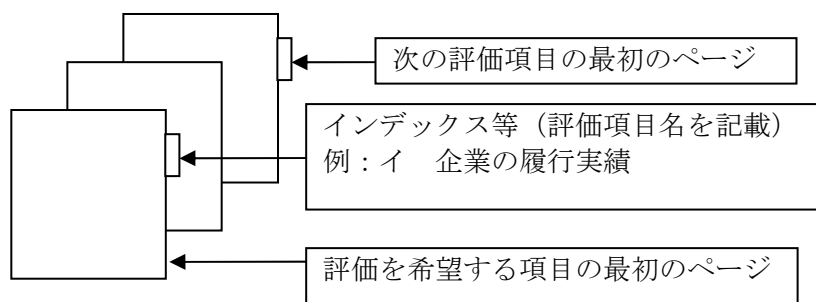 次の評価項目の最初のページ
インデックス等（評価項目名を記載）
例：イ　企業の履行実績
評価を希望する項目の最初のページ